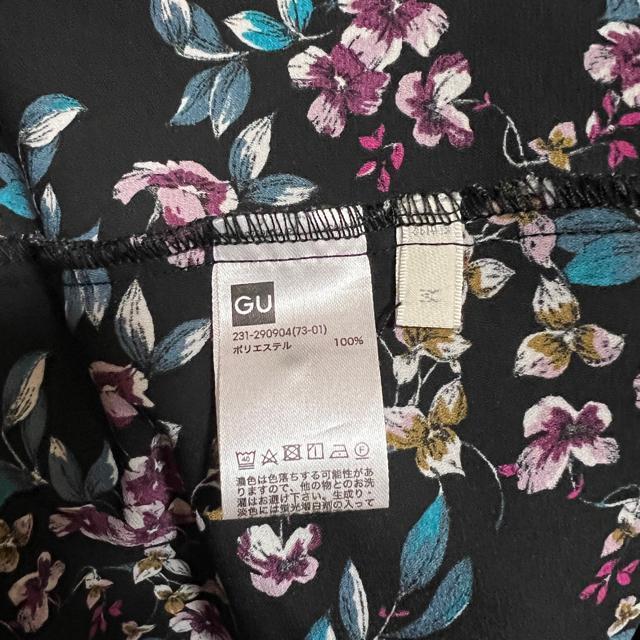 GU
231-290904(73-01)
ポリエステル 100%
40
濃色は色落ちする可能性があ
りますので、他の物とのお洗
濯はお避け下さい。生成り・
淡色には蛍光増白剤の入って